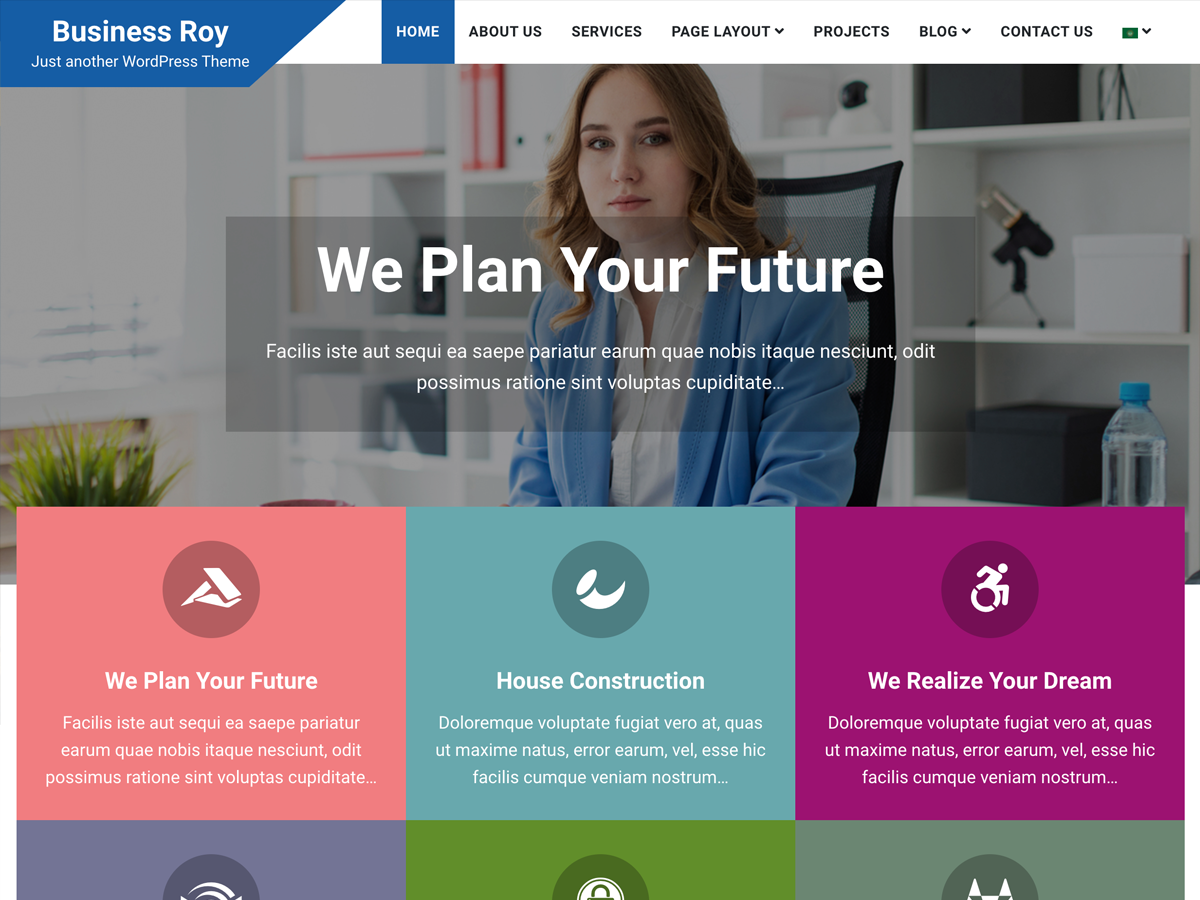 Business Roy
Just another WordPress Theme
HOME ABOUT US SERVICES PAGE LAYOUT PROJECTS BLOG CONTACT US
We Plan Your Future
Facilis iste aut sequi ea saepe pariatur earum quae nobis itaque nesciunt, odit
possimus ratione sint voluptas cupiditate...
We Plan Your Future
Facilis iste aut sequi ea saepe pariatur
earum quae nobis itaque nesciunt, odit
possimus ratione sint voluptas cupiditate...
House Construction
Doloremque voluptate fugiat vero at, quas
ut maxime natus, error earum, vel, esse hic
facilis cumque veniam nostrum...
We Realize Your Dream
Doloremque voluptate fugiat vero at, quas
ut maxime natus, error earum, vel, esse hic
facilis cumque veniam nostrum...